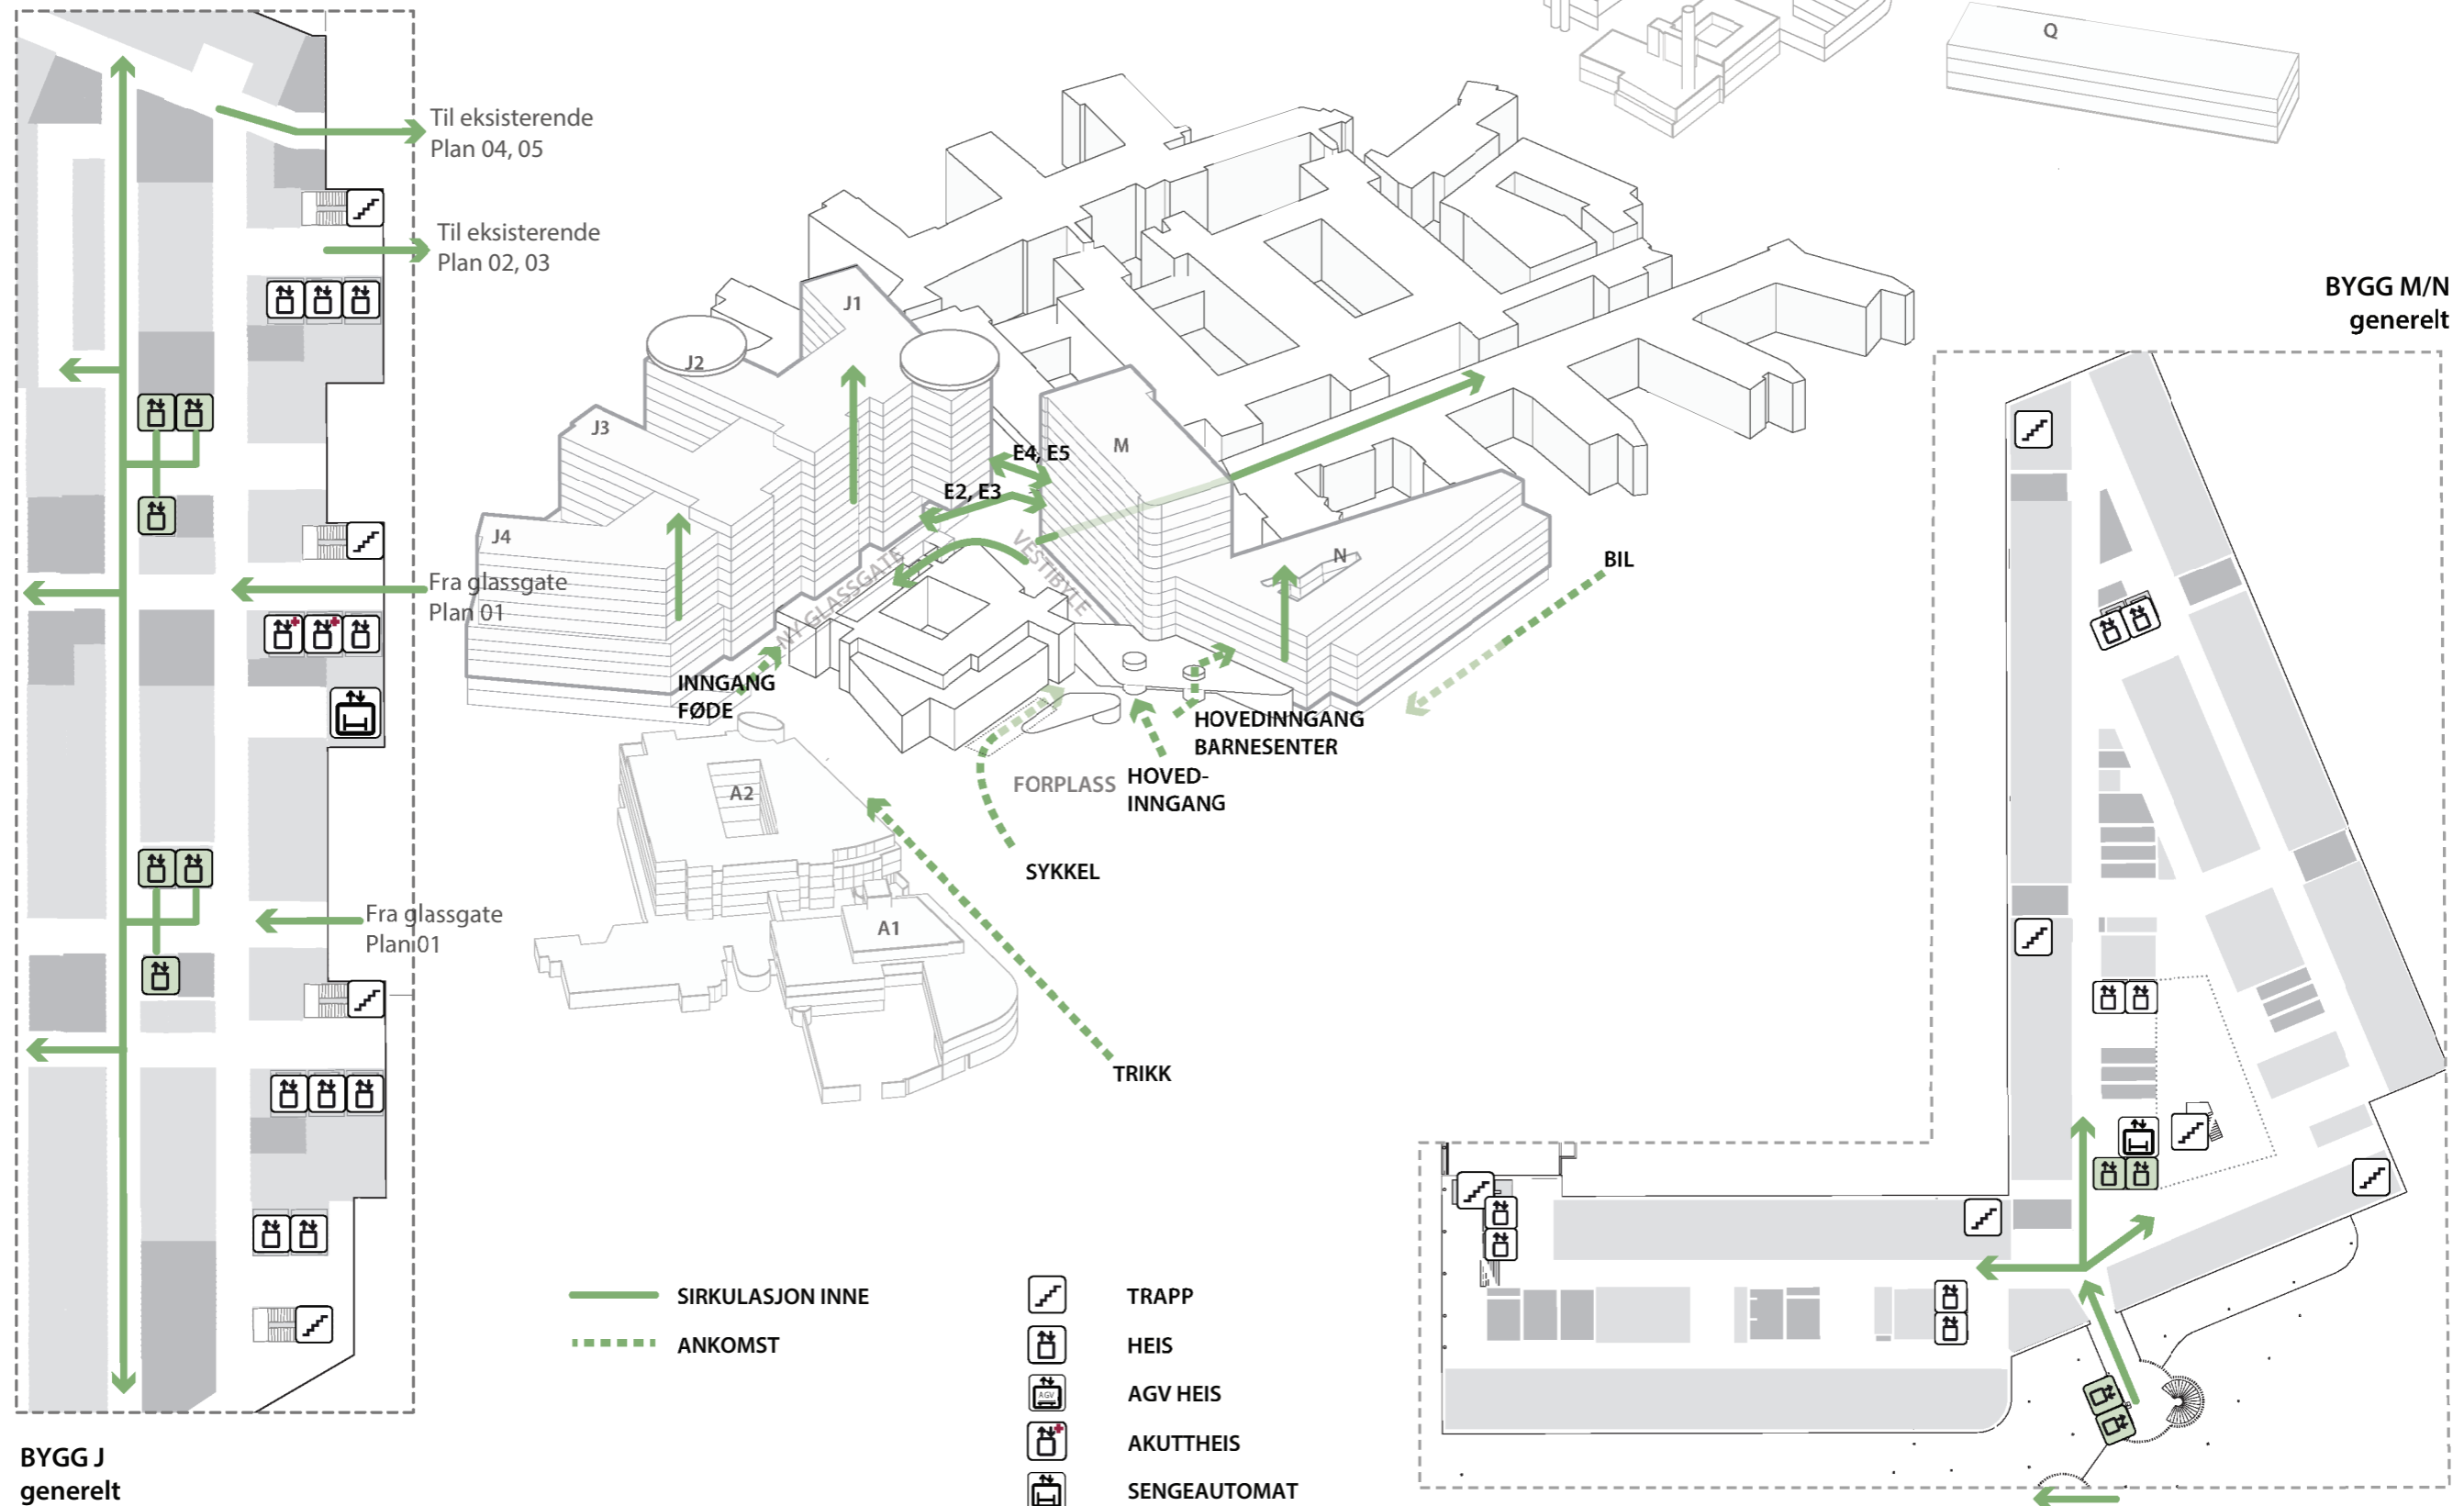 Q
Til eksisterende
Plan 04, 05
Til eksisterende
Plan 02, 03
BYGG M/N
generelt
J1
J2
J3
M
E4, E5
E2, E3
J4
N
BIL
VESTIBYLE
NY GLASSGATE
Fra glassgate
Plan 01
INNGANG
FØDE
HOVEDINNGANG
BARNESENTER
FORPLASS
HOVED-
INNGANG
A2
SYKKEL
A1
Fra glassgate
Plan 01
TRIKK
SIRKULASJON INNE
ANKOMST
TRAPP
HEIS
AGV
AGV HEIS
AKUTTHEIS
SENGEAUTOMAT
BYGG J
generelt